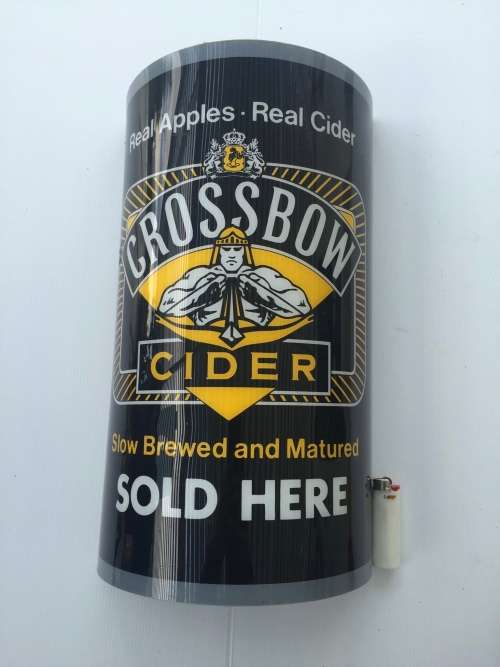 Real Apples · Real Cider
CROSSBOW
CIDER
Slow Brewed and Matured
SOLD HERE